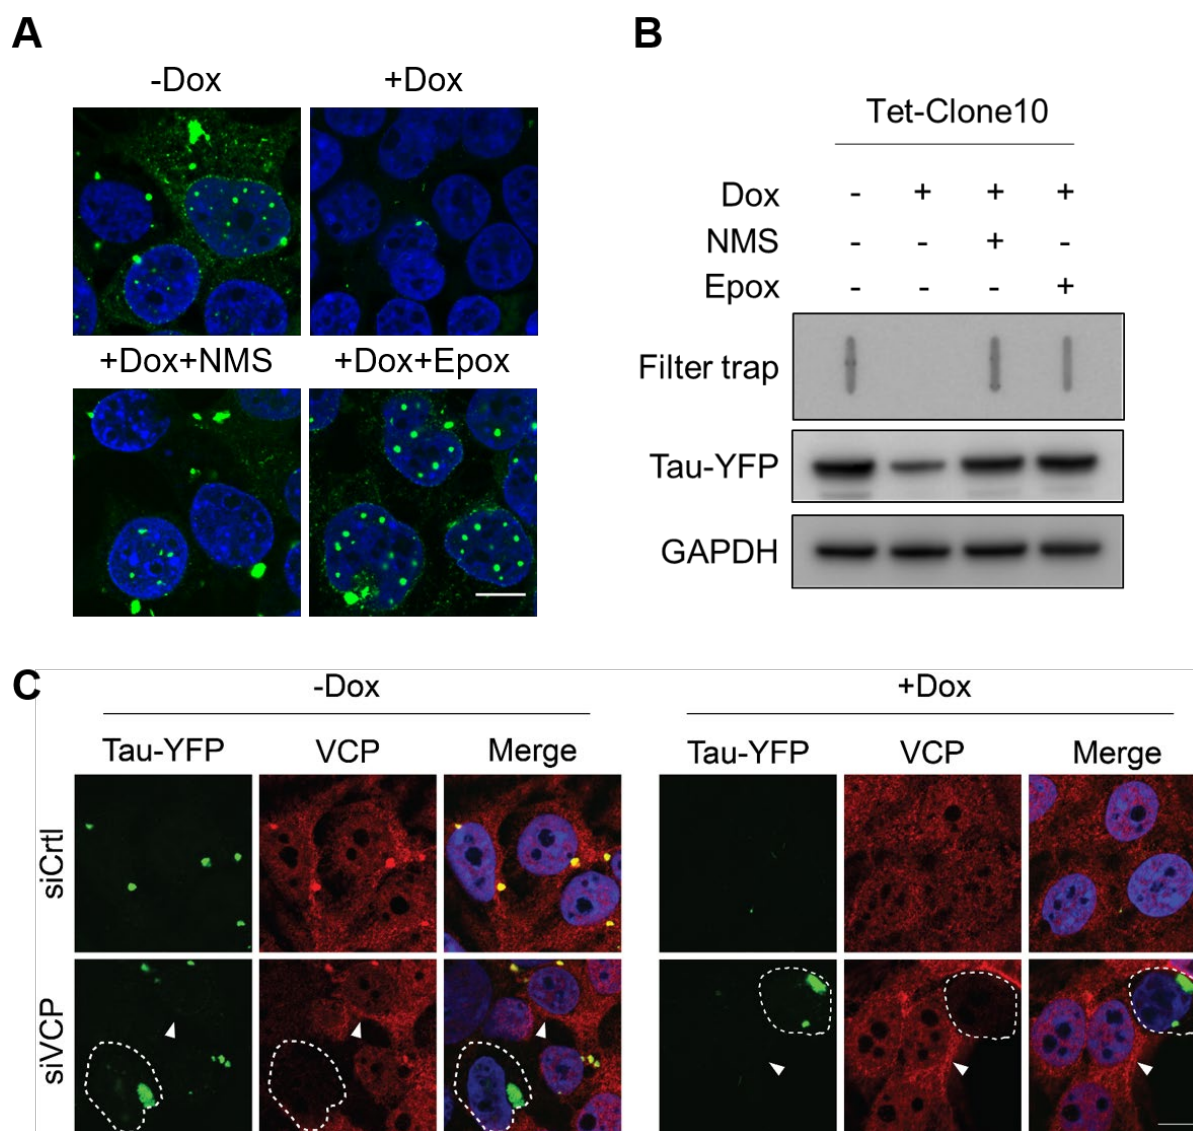 A
-Dox
+Dox
+Dox+NMS
+Dox+Epox
B
Tet-Clone10
Dox - + + +
NMS - - + -
Epox - - - +
Filter trap
Tau-YFP
GAPDH
C
-Dox
+Dox
Tau-YFP VCP Merge
Tau-YFP VCP Merge
siCrtl
siVCP